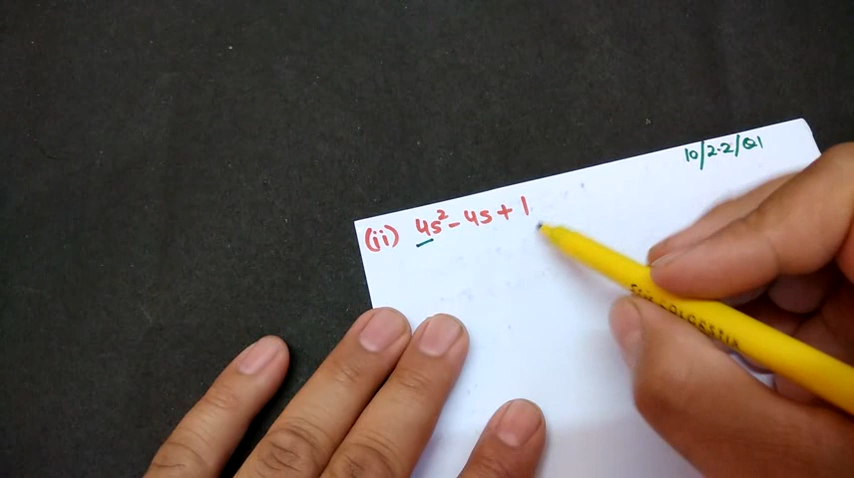 10/2.2/Q1
(ii) 4s² - 4s + 1